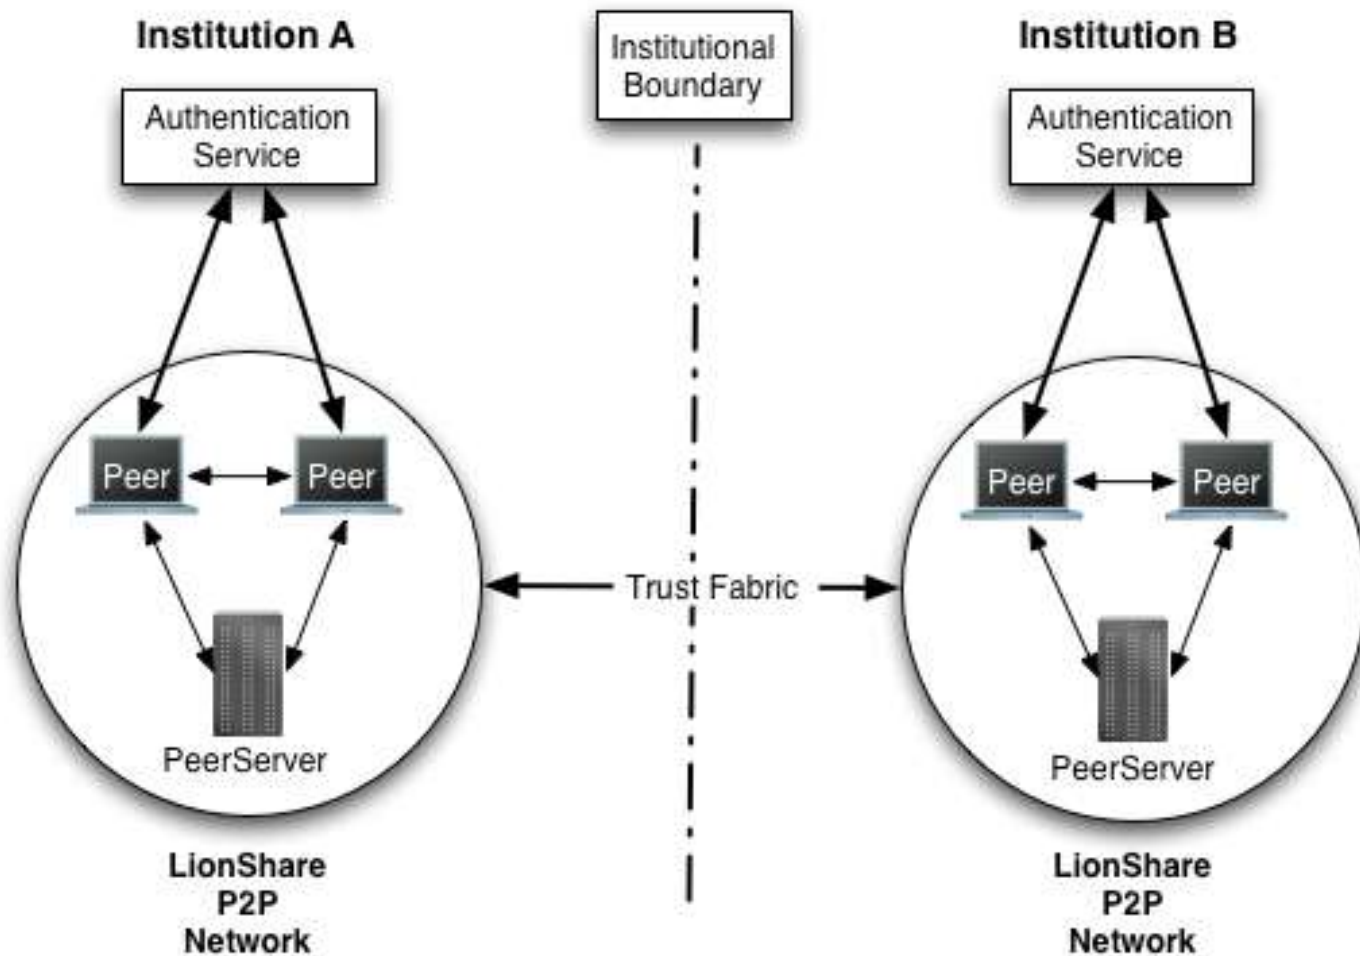 Institution A
Institutional
Boundary
Institution B
Authentication
Service
Authentication
Service
Peer
Peer
Peer
Peer
Trust Fabric
PeerServer
PeerServer
LionShare
P2P
Network
LionShare
P2P
Network